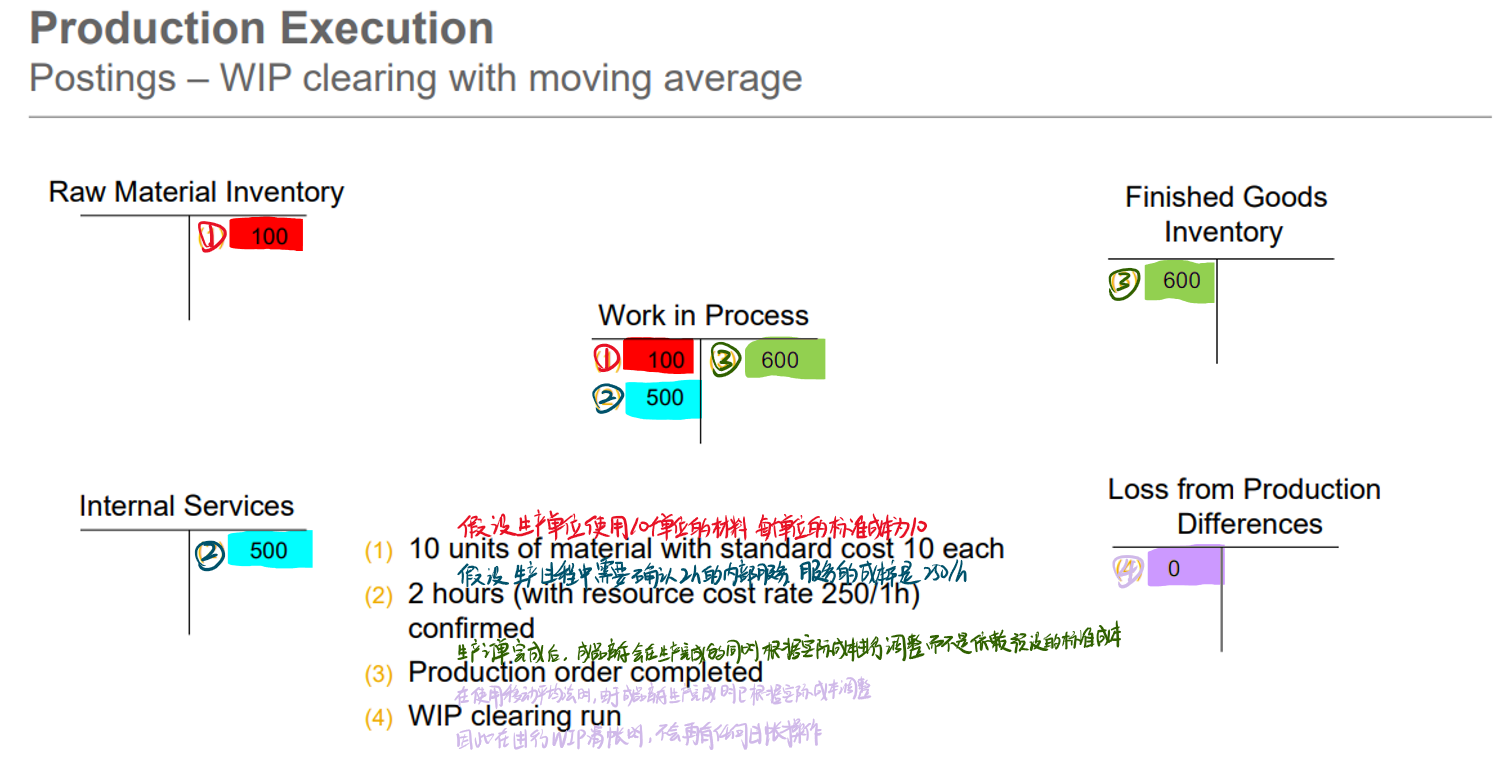 Production Execution
Postings – WIP clearing with moving average
Raw Material Inventory
① 100
Finished Goods
Inventory
③ 600
Work in Process
① 100 ③ 600
② 500
Internal Services
② 500
Loss from Production
Differences
④ 0
假设生产单位使用10个单位的材料 每单位的标准成本为10
(1) 10 units of material with standard cost 10 each
假设生产过程中需要确认2h的内部服务 服务的成本是250/h
(2) 2 hours (with resource cost rate 250/1h)
confirmed
生产订单完成后，成品库存会在生产完成的同时根据实际成本进行调整而不是依赖预设的标准成本
(3) Production order completed
在使用移动平均法时，由于成品库存生产完成时已根据实际成本调整
(4) WIP clearing run
因此在进行WIP清帐时，不会再有任何日帐操作